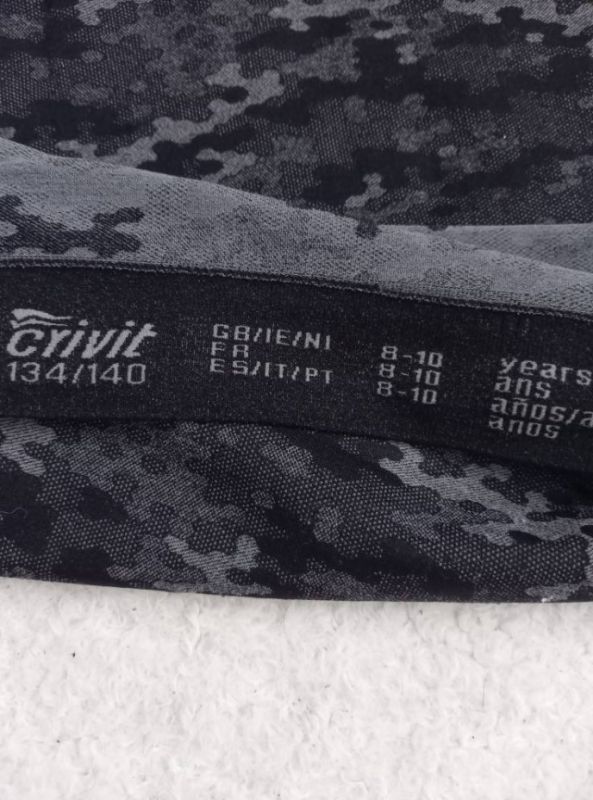 crivit
134/140
GB/IE/NI 8-10 years
FR 8-10 ans
ES/IT/PT 8-10 años/a
anos